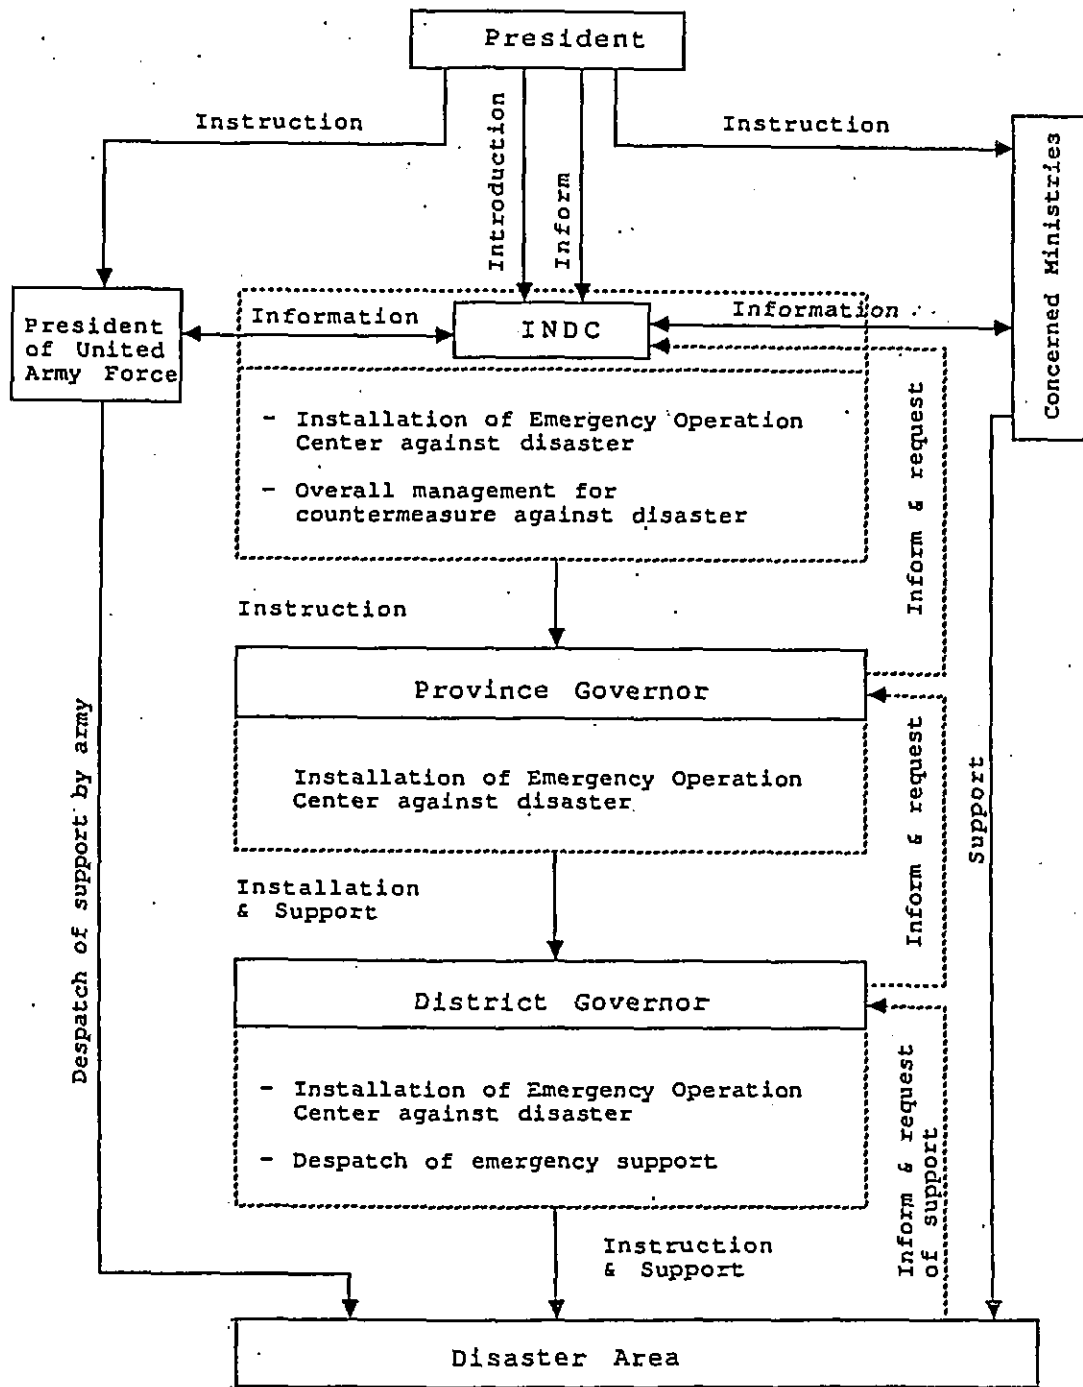 President
Instruction
Instruction
Introduction
Inform
Concerned Ministries
President
of United
Army Force
Information
INDC
Information
- Installation of Emergency Operation
Center against disaster
- Overall management for
countermeasure against disaster
Inform & request
Instruction
Province Governor
Installation of Emergency Operation
Center against disaster
Inform & request
Support
Despatch of support by army
Installation
& Support
District Governor
- Installation of Emergency Operation
Center against disaster
- Despatch of emergency support
Inform & request
of support
Instruction
& Support
Disaster Area